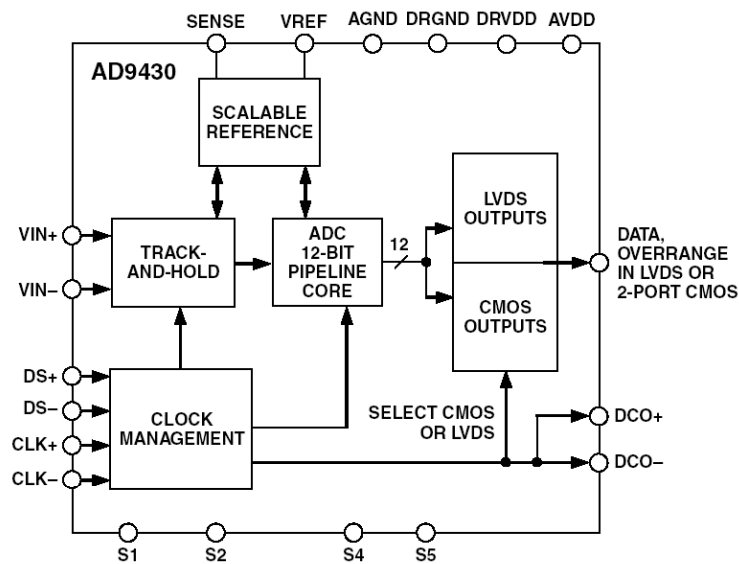 SENSE
VREF
AGND
DRGND
DRVDD
AVDD
AD9430
SCALABLE
REFERENCE
VIN+
VIN–
TRACK-
AND-HOLD
ADC
12-BIT
PIPELINE
CORE
12
LVDS
OUTPUTS
CMOS
OUTPUTS
DATA,
OVERRANGE
IN LVDS OR
2-PORT CMOS
DS+
DS–
CLK+
CLK–
CLOCK
MANAGEMENT
SELECT CMOS
OR LVDS
DCO+
DCO–
S1
S2
S4
S5